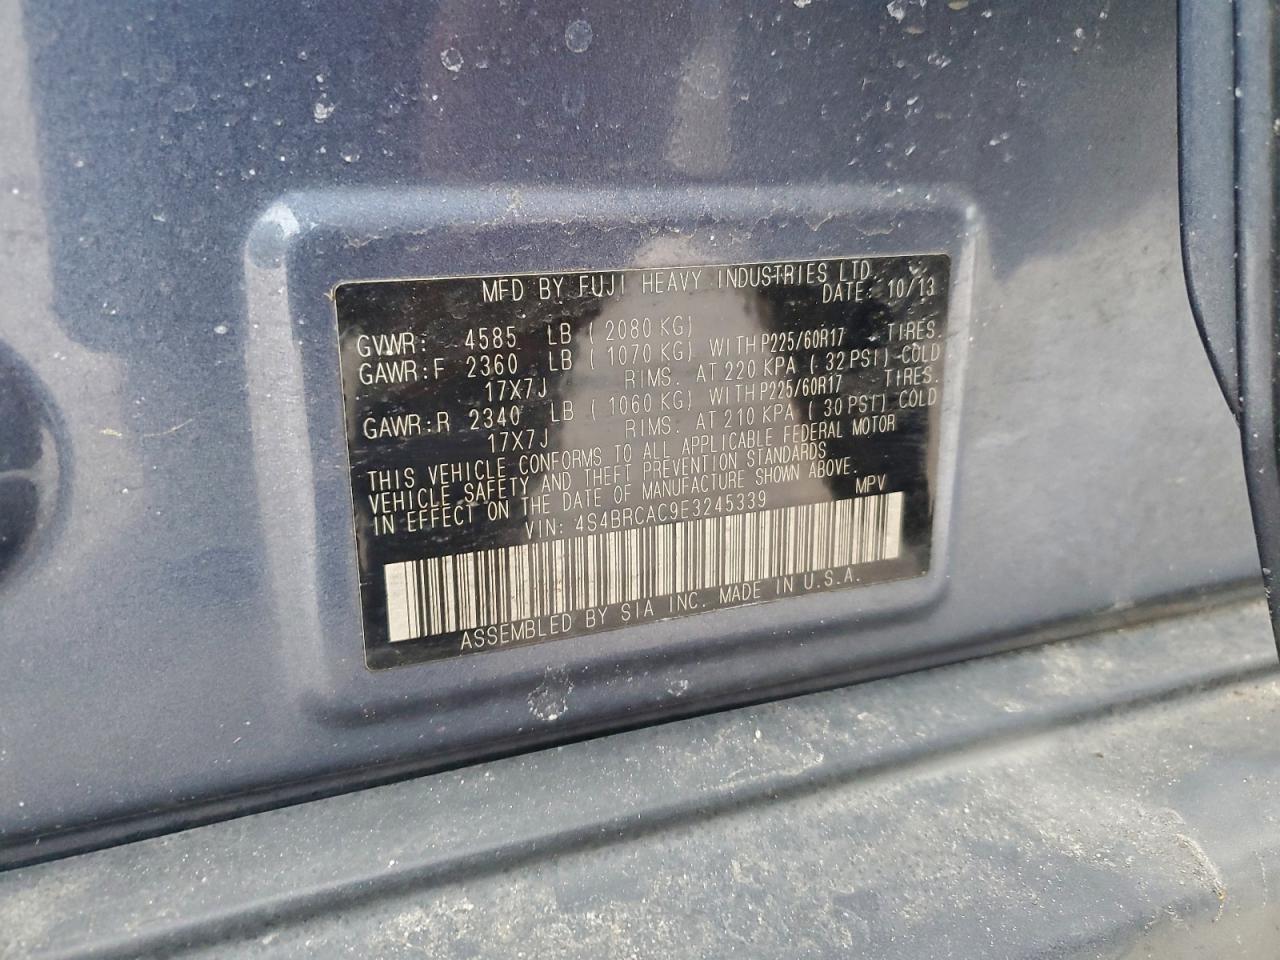 MFD BY FUJI HEAVY INDUSTRIES LTD.
DATE: 10/13
GVWR: 4585 LB ( 2080 KG)
GAWR:F 2360 LB ( 1070 KG) WITH P225/60R17 TIRES.
17X7J RIMS. AT 220 KPA ( 32 PSI) COLD
GAWR:R 2340 LB ( 1060 KG) WITH P225/60R17 TIRES.
17X7J RIMS. AT 210 KPA ( 30 PSI) COLD
THIS VEHICLE CONFORMS TO ALL APPLICABLE FEDERAL MOTOR
VEHICLE SAFETY AND THEFT PREVENTION STANDARDS
IN EFFECT ON THE DATE OF MANUFACTURE SHOWN ABOVE.
VIN: 4S4BRCAC9E3245339 MPV
ASSEMBLED BY SIA INC. MADE IN U.S.A.